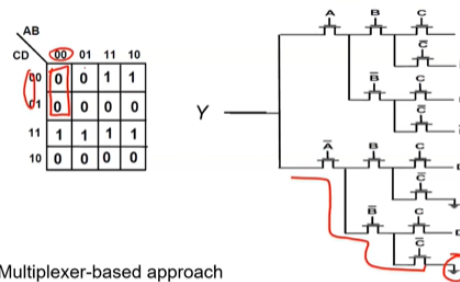 AB
CD 00 01 11 10
00 0 0 1 1
01 0 0 0 0
11 1 1 1 1
10 0 0 0 0
Y
A B C
C̅
B̅ C
C̅
A̅ B C
C̅
B̅ C
C̅
Multiplexer-based approach